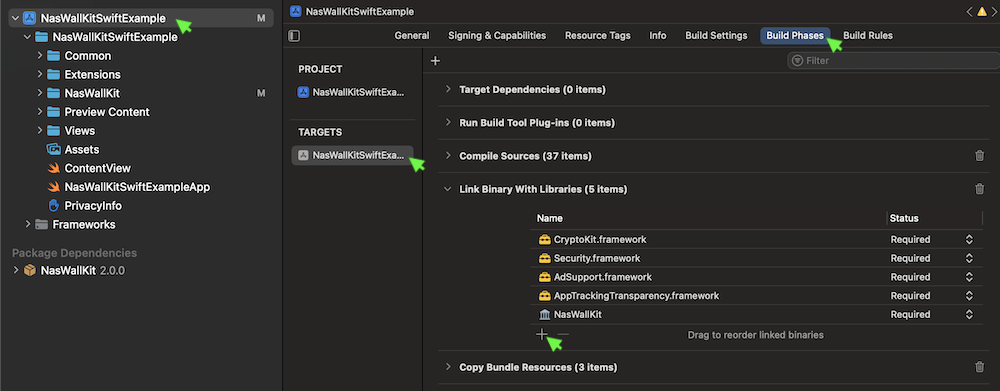 NasWallKitSwiftExample M
NasWallKitSwiftExample
Common
Extensions
NasWallKit M
Preview Content
Views
Assets
ContentView
NasWallKitSwiftExampleApp
PrivacyInfo
Frameworks
Package Dependencies
NasWallKit 2.0.0
NasWallKitSwiftExample
General Signing & Capabilities Resource Tags Info Build Settings Build Phases Build Rules
PROJECT
NasWallKitSwiftExa...
TARGETS
NasWallKitSwiftExa...
Filter
Target Dependencies (0 items)
Run Build Tool Plug-ins (0 items)
Compile Sources (37 items)
Link Binary With Libraries (5 items)
Name Status
CryptoKit.framework Required
Security.framework Required
AdSupport.framework Required
AppTrackingTransparency.framework Required
NasWallKit Required
Drag to reorder linked binaries
Copy Bundle Resources (3 items)